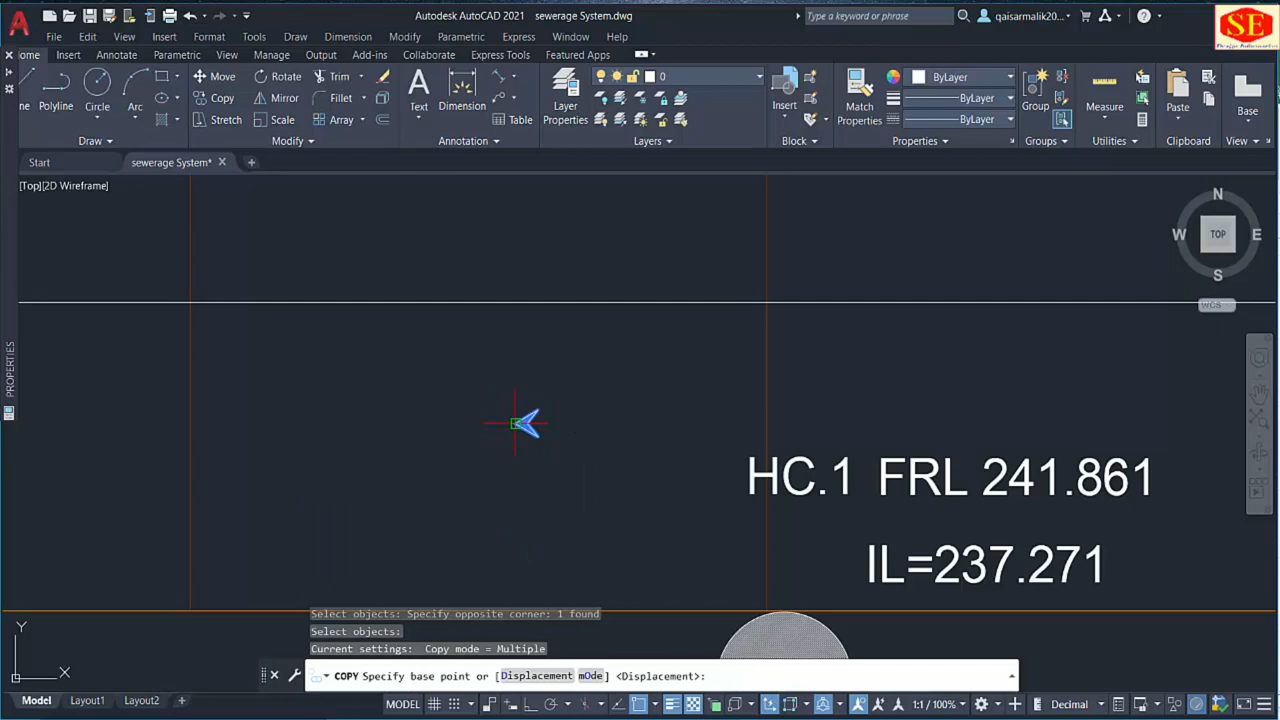 Autodesk AutoCAD 2021 sewerage System.dwg
Type a keyword or phrase
qaisarmalik20...
SE
File Edit View Insert Format Tools Draw Dimension Modify Parametric Express Window Help
ome Insert Annotate Parametric View Manage Output Add-ins Collaborate Express Tools Featured Apps
ne Polyline Circle Arc
Move Rotate Trim
Copy Mirror Fillet
Stretch Scale Array
Text Dimension Table
Layer Properties
0
Insert
Match Properties
ByLayer
ByLayer
ByLayer
Group
Measure
Paste
Base
Draw Modify Annotation Layers Block Properties Groups Utilities Clipboard View
Start sewerage System*
[Top][2D Wireframe]
N
W TOP E
S
WCS
PROPERTIES
HC.1 FRL 241.861
IL=237.271
Select objects: Specify opposite corner: 1 found
Select objects:
Current settings: Copy mode = Multiple
COPY Specify base point or [Displacement mOde] <Displacement>:
Y
X
Model Layout1 Layout2
MODEL 1:1 / 100% Decimal